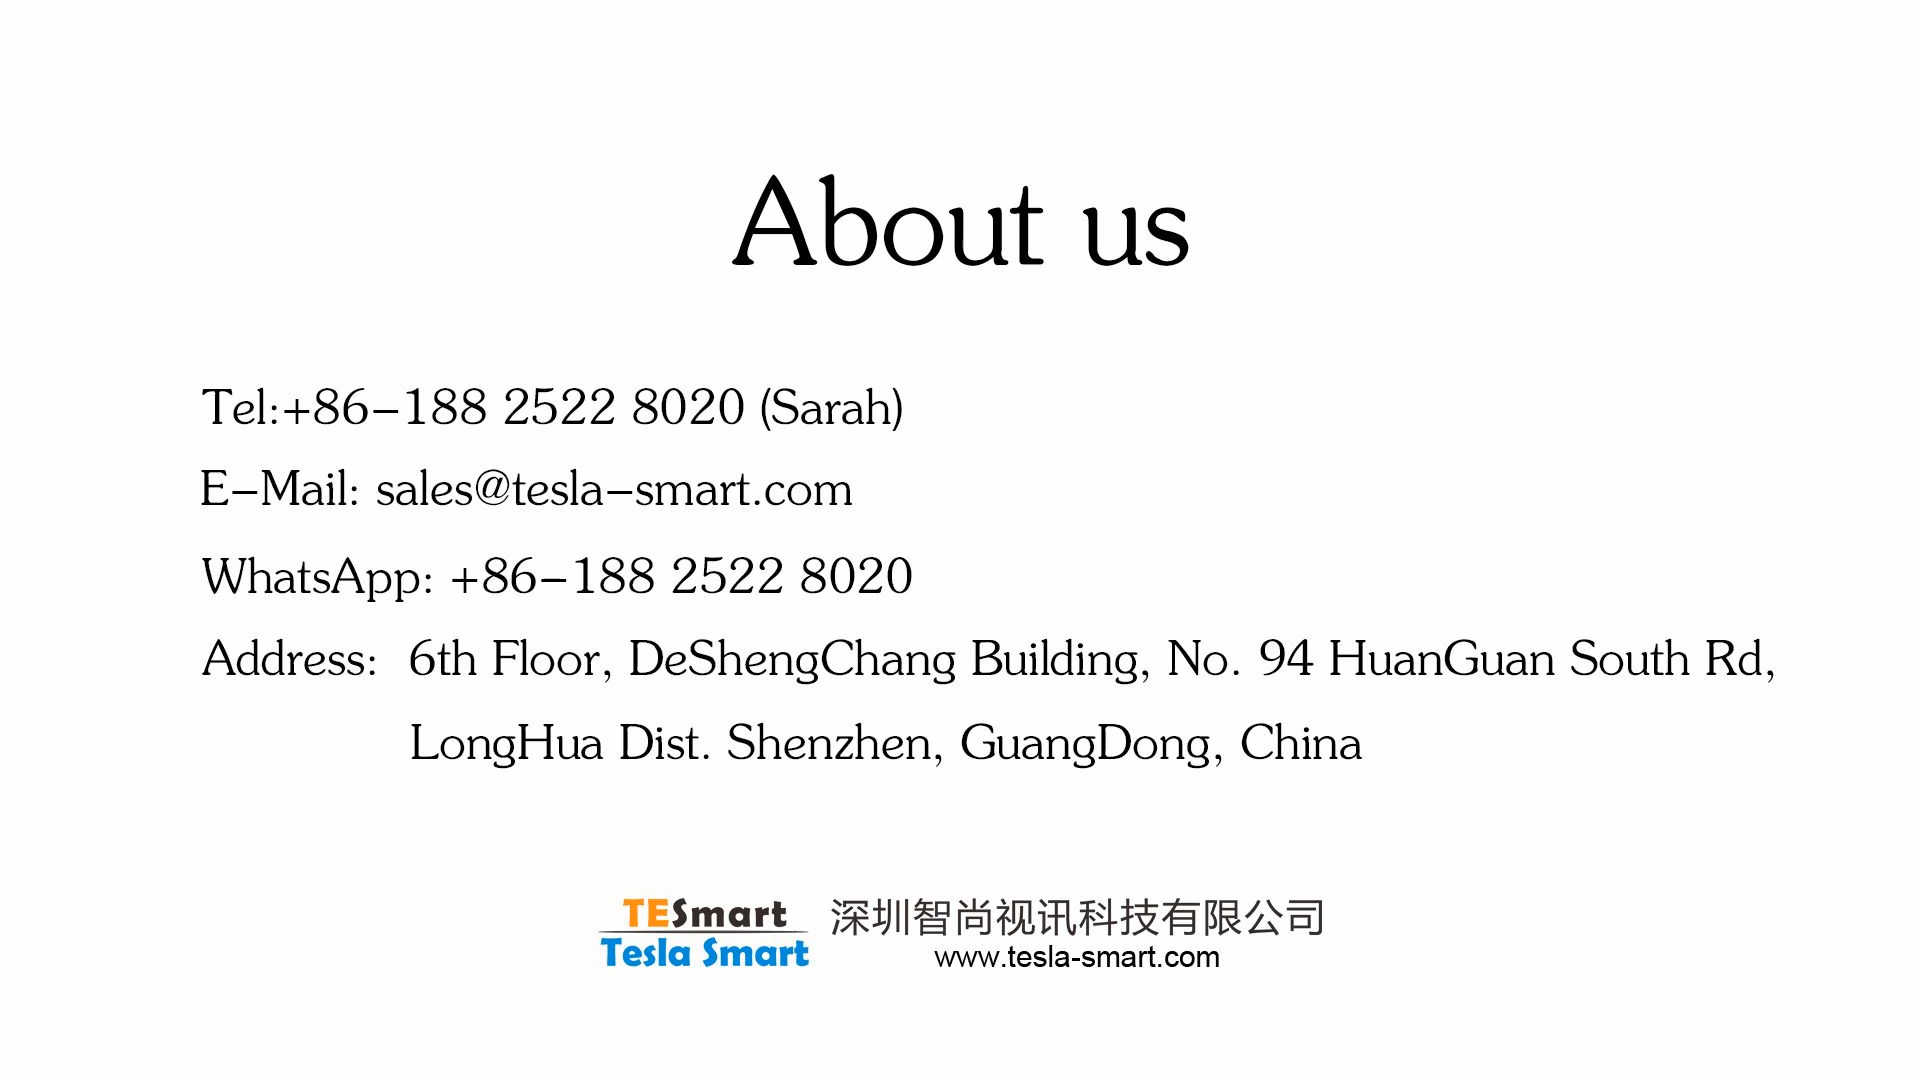 About us
Tel:+86-188 2522 8020 (Sarah)
E-Mail: sales@tesla-smart.com
WhatsApp: +86-188 2522 8020
Address: 6th Floor, DeShengChang Building, No. 94 HuanGuan South Rd,
LongHua Dist. Shenzhen, GuangDong, China
TESmart
Tesla Smart
深圳智尚视讯科技有限公司
www.tesla-smart.com